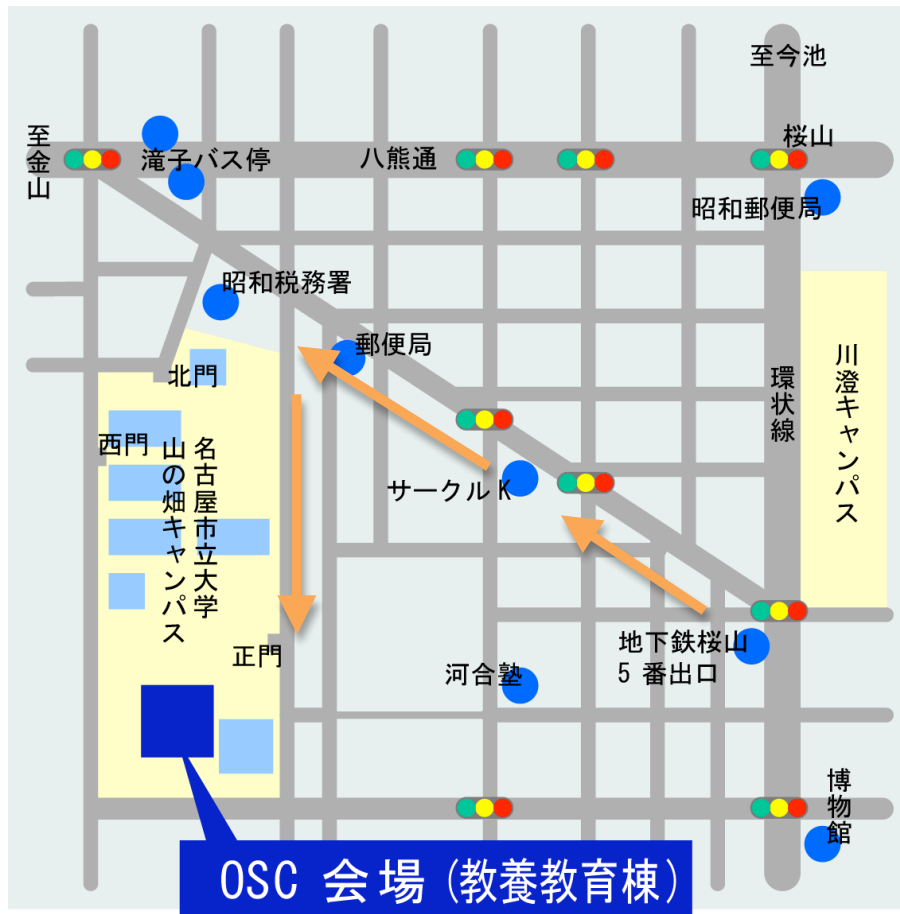 至今池
桜山
至金山
滝子バス停
八熊通
昭和郵便局
昭和税務署
郵便局
川澄キャンパス
環状線
北門
西門
名古屋市立大学
山の畑キャンパス
サークルK
地下鉄桜山
5 番出口
正門
河合塾
博物館
OSC 会場(教養教育棟)